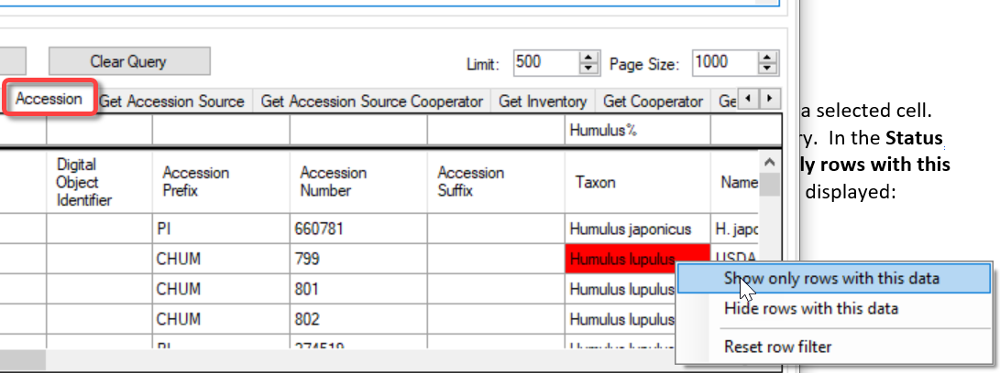 Clear Query
Limit: 500 Page Size: 1000
Accession Get Accession Source Get Accession Source Cooperator Get Inventory Get Cooperator Ge
a selected cell.
Humulus%
ry. In the Status
Digital Object Identifier
Accession Prefix
Accession Number
Accession Suffix
Taxon
Name
ly rows with this
displayed:
PI 660781 Humulus japonicus H. japo
CHUM 799 Humulus lupulus USDA
CHUM 801 Humulus lupulus
CHUM 802 Humulus lupulus
PI 274519
Show only rows with this data
Hide rows with this data
Reset row filter